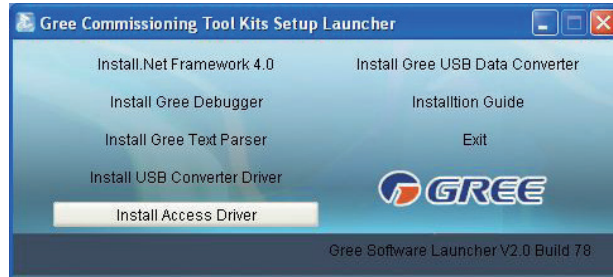 Gree Commissioning Tool Kits Setup Launcher
Install.Net Framework 4.0
Install Gree Debugger
Install Gree Text Parser
Install USB Converter Driver
Install Access Driver
Install Gree USB Data Converter
Installtion Guide
Exit
GREE
Gree Software Launcher V2.0 Build 78